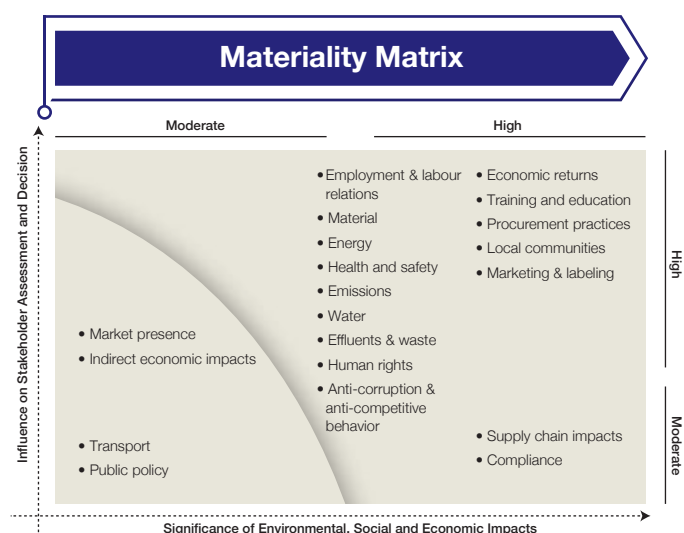 Materiality Matrix
Moderate
High
Influence on Stakeholder Assessment and Decision
• Employment & labour
relations
• Material
• Energy
• Health and safety
• Emissions
• Water
• Effluents & waste
• Human rights
• Anti-corruption &
anti-competitive
behavior
• Economic returns
• Training and education
• Procurement practices
• Local communities
• Marketing & labeling
• Market presence
• Indirect economic impacts
• Transport
• Public policy
• Supply chain impacts
• Compliance
High
Moderate
Significance of Environmental, Social and Economic Impacts